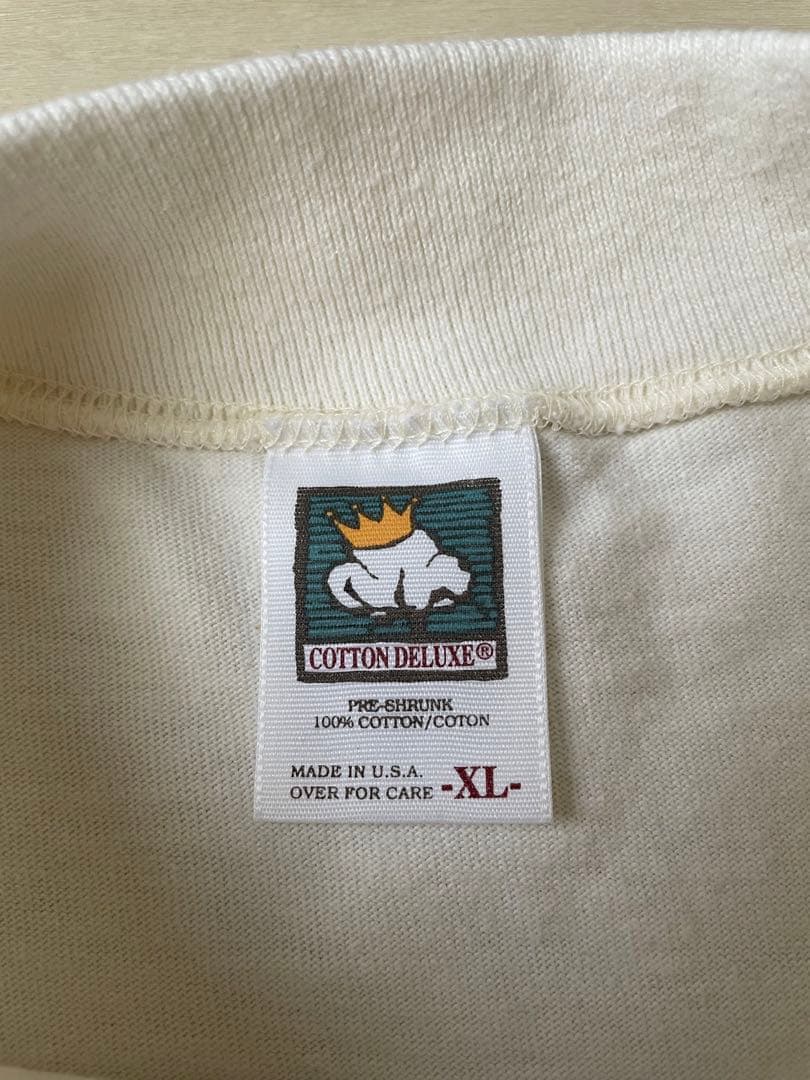 COTTON DELUXE®
PRE-SHRUNK
100% COTTON/COTON
MADE IN U.S.A.
OVER FOR CARE -XL-